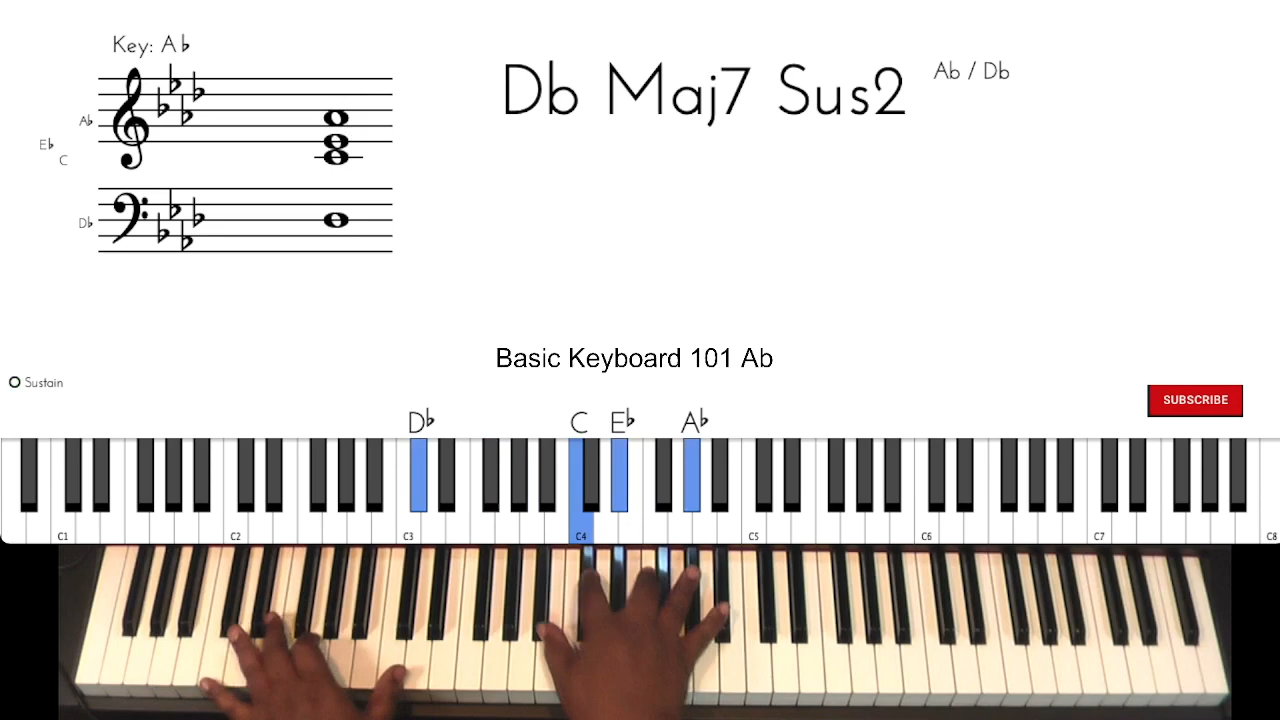 Key: A♭
Db Maj7 Sus2 Ab / Db
A♭
E♭
C
D♭
Basic Keyboard 101 Ab
Sustain
SUBSCRIBE
D♭ C E♭ A♭
C1 C2 C3 C4 C5 C6 C7 C8